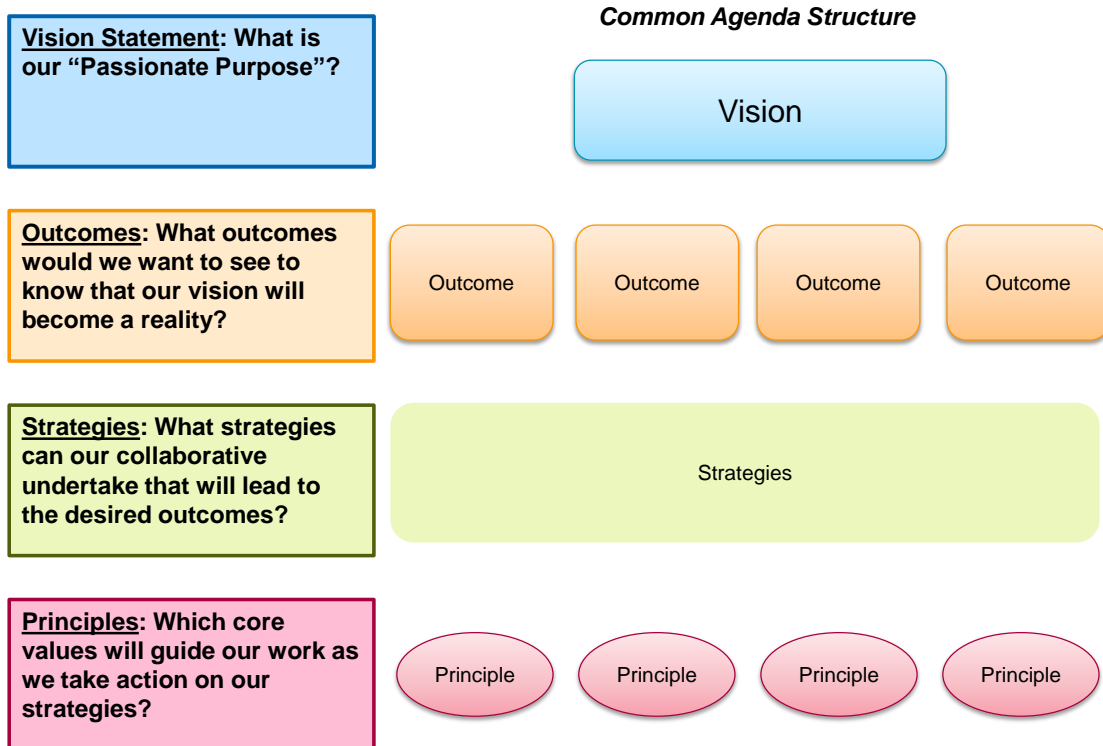 Common Agenda Structure
Vision Statement: What is
our “Passionate Purpose”?
Vision
Outcomes: What outcomes
would we want to see to
know that our vision will
become a reality?
Outcome
Outcome
Outcome
Outcome
Strategies: What strategies
can our collaborative
undertake that will lead to
the desired outcomes?
Strategies
Principles: Which core
values will guide our work as
we take action on our
strategies?
Principle
Principle
Principle
Principle